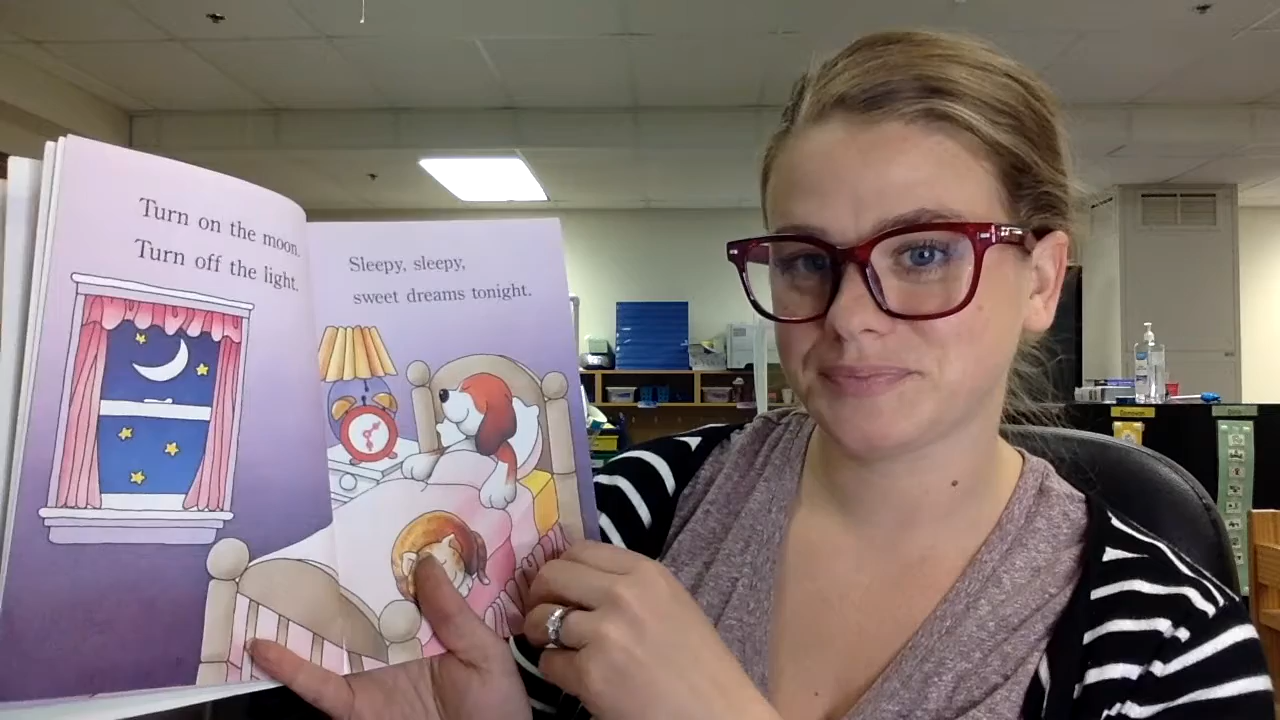 Turn on the moon.
Turn off the light.
Sleepy, sleepy,
sweet dreams tonight.